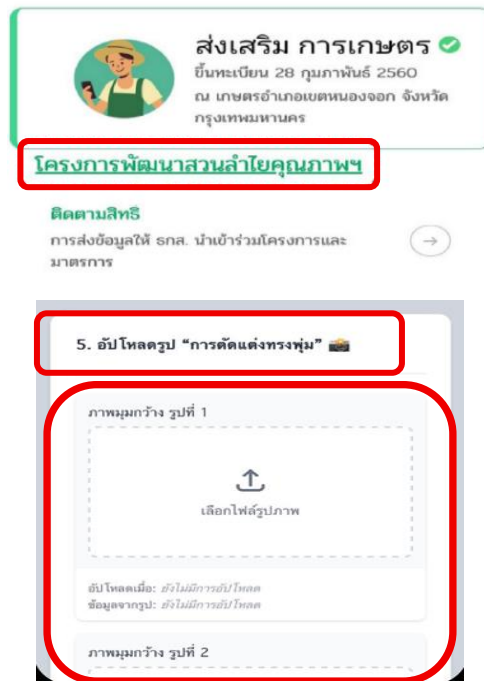 ส่งเสริม การเกษตร
ขึ้นทะเบียน 28 กุมภาพันธ์ 2560
ณ เกษตรอำเภอเขตหนองจอก จังหวัด
กรุงเทพมหานคร
โครงการพัฒนาสวนลำไยคุณภาพฯ
ติดตามสิทธิ
การส่งข้อมูลให้ ธกส. นำเข้าร่วมโครงการและ
มาตรการ
5. อัปโหลดรูป “การตัดแต่งทรงพุ่ม”
ภาพมุมกว้าง รูปที่ 1
เลือกไฟล์รูปภาพ
อัปโหลดเมื่อ: ยังไม่มีการอัปโหลด
ข้อมูลจากรูป: ยังไม่มีการอัปโหลด
ภาพมุมกว้าง รูปที่ 2